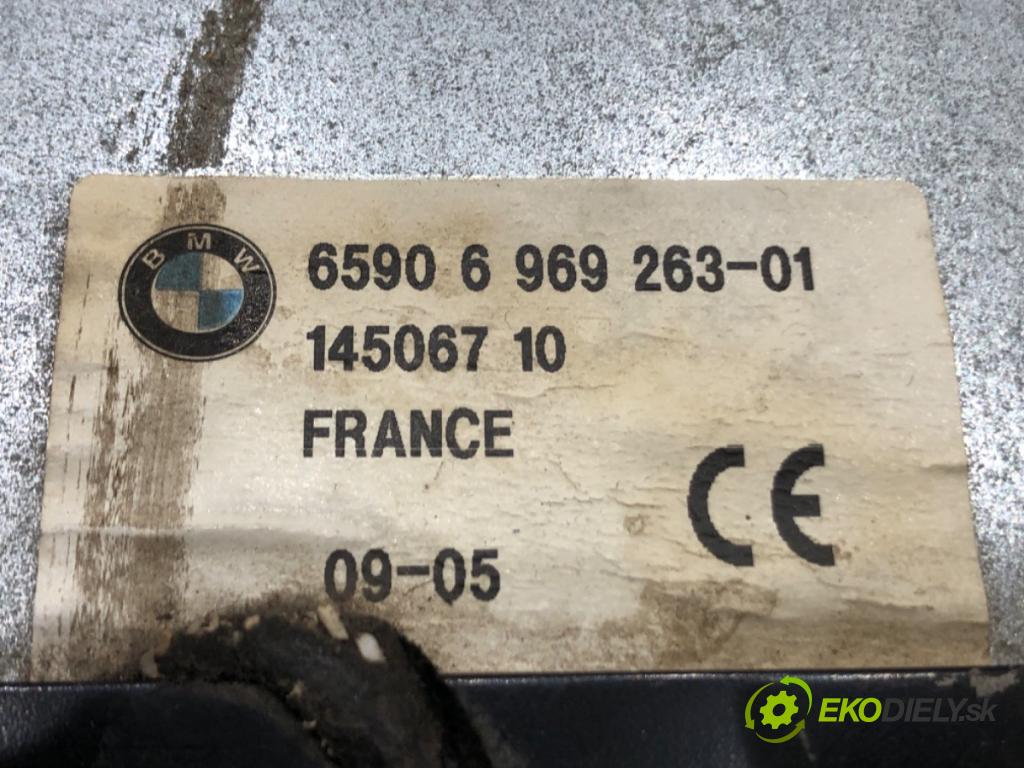 BMW
6590 6 969 263-01
145067 10
FRANCE
CE
09-05
EKODIELY.sk